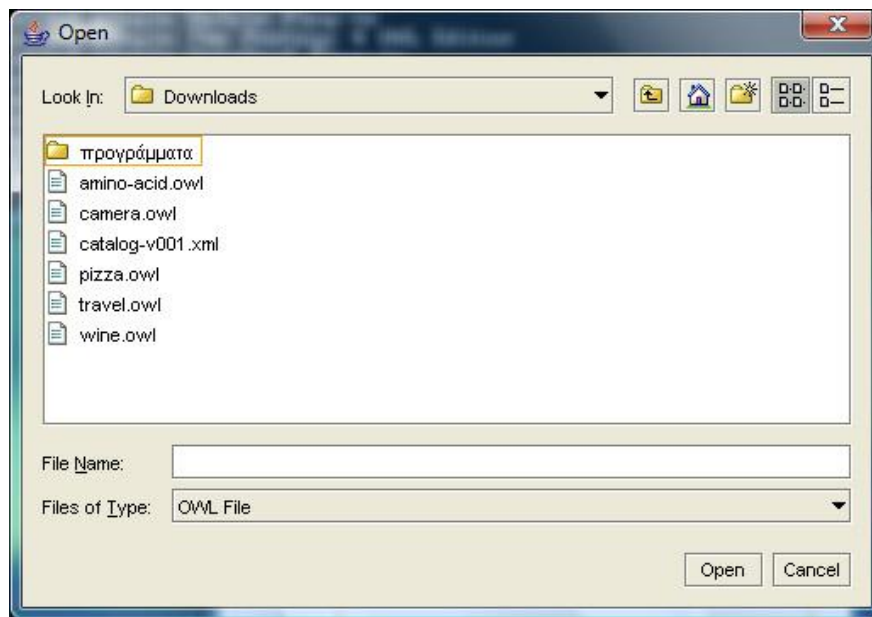 Open
Look In: Downloads
προγράμματα
amino-acid.owl
camera.owl
catalog-v001.xml
pizza.owl
travel.owl
wine.owl
File Name:
Files of Type: OWL File
Open Cancel